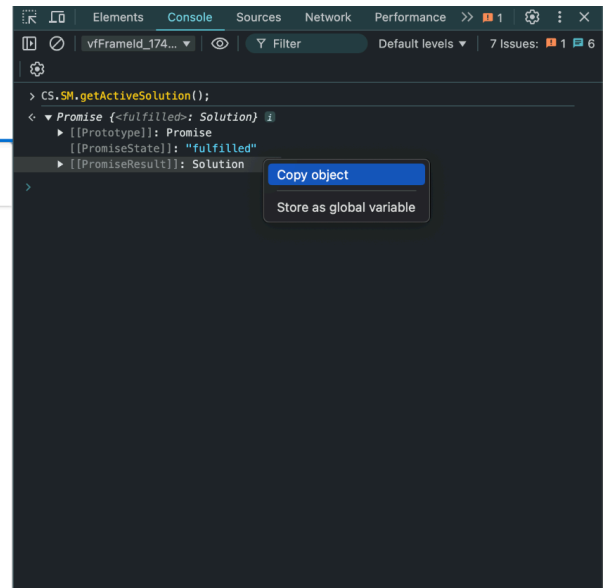 Elements Console Sources Network Performance >> 1
vfFrameId_174... ▼ Filter Default levels ▼ 7 Issues: 1 6
> CS.SM.getActiveSolution();
▼ Promise {<fulfilled>: Solution} i
▶ [[Prototype]]: Promise
[[PromiseState]]: "fulfilled"
▶ [[PromiseResult]]: Solution
Copy object
Store as global variable
>